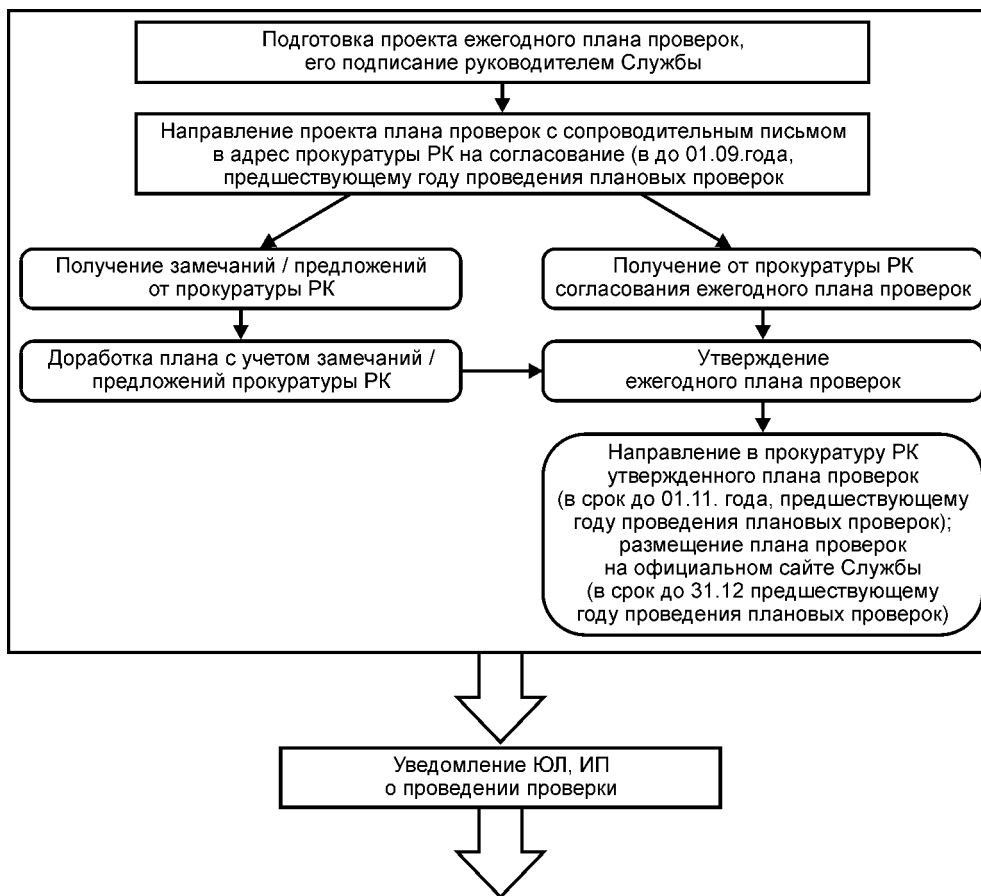 Подготовка проекта ежегодного плана проверок,
его подписание руководителем Службы
Направление проекта плана проверок с сопроводительным письмом
в адрес прокуратуры РК на согласование (в до 01.09.года,
предшествующему году проведения плановых проверок
Получение замечаний / предложений
от прокуратуры РК
Получение от прокуратуры РК
согласования ежегодного плана проверок
Доработка плана с учетом замечаний /
предложений прокуратуры РК
Утверждение
ежегодного плана проверок
Направление в прокуратуру РК
утвержденного плана проверок
(в срок до 01.11. года, предшествующему
году проведения плановых проверок);
размещение плана проверок
на официальном сайте Службы
(в срок до 31.12 предшествующему
году проведения плановых проверок)
Уведомление ЮЛ, ИП
о проведении проверки